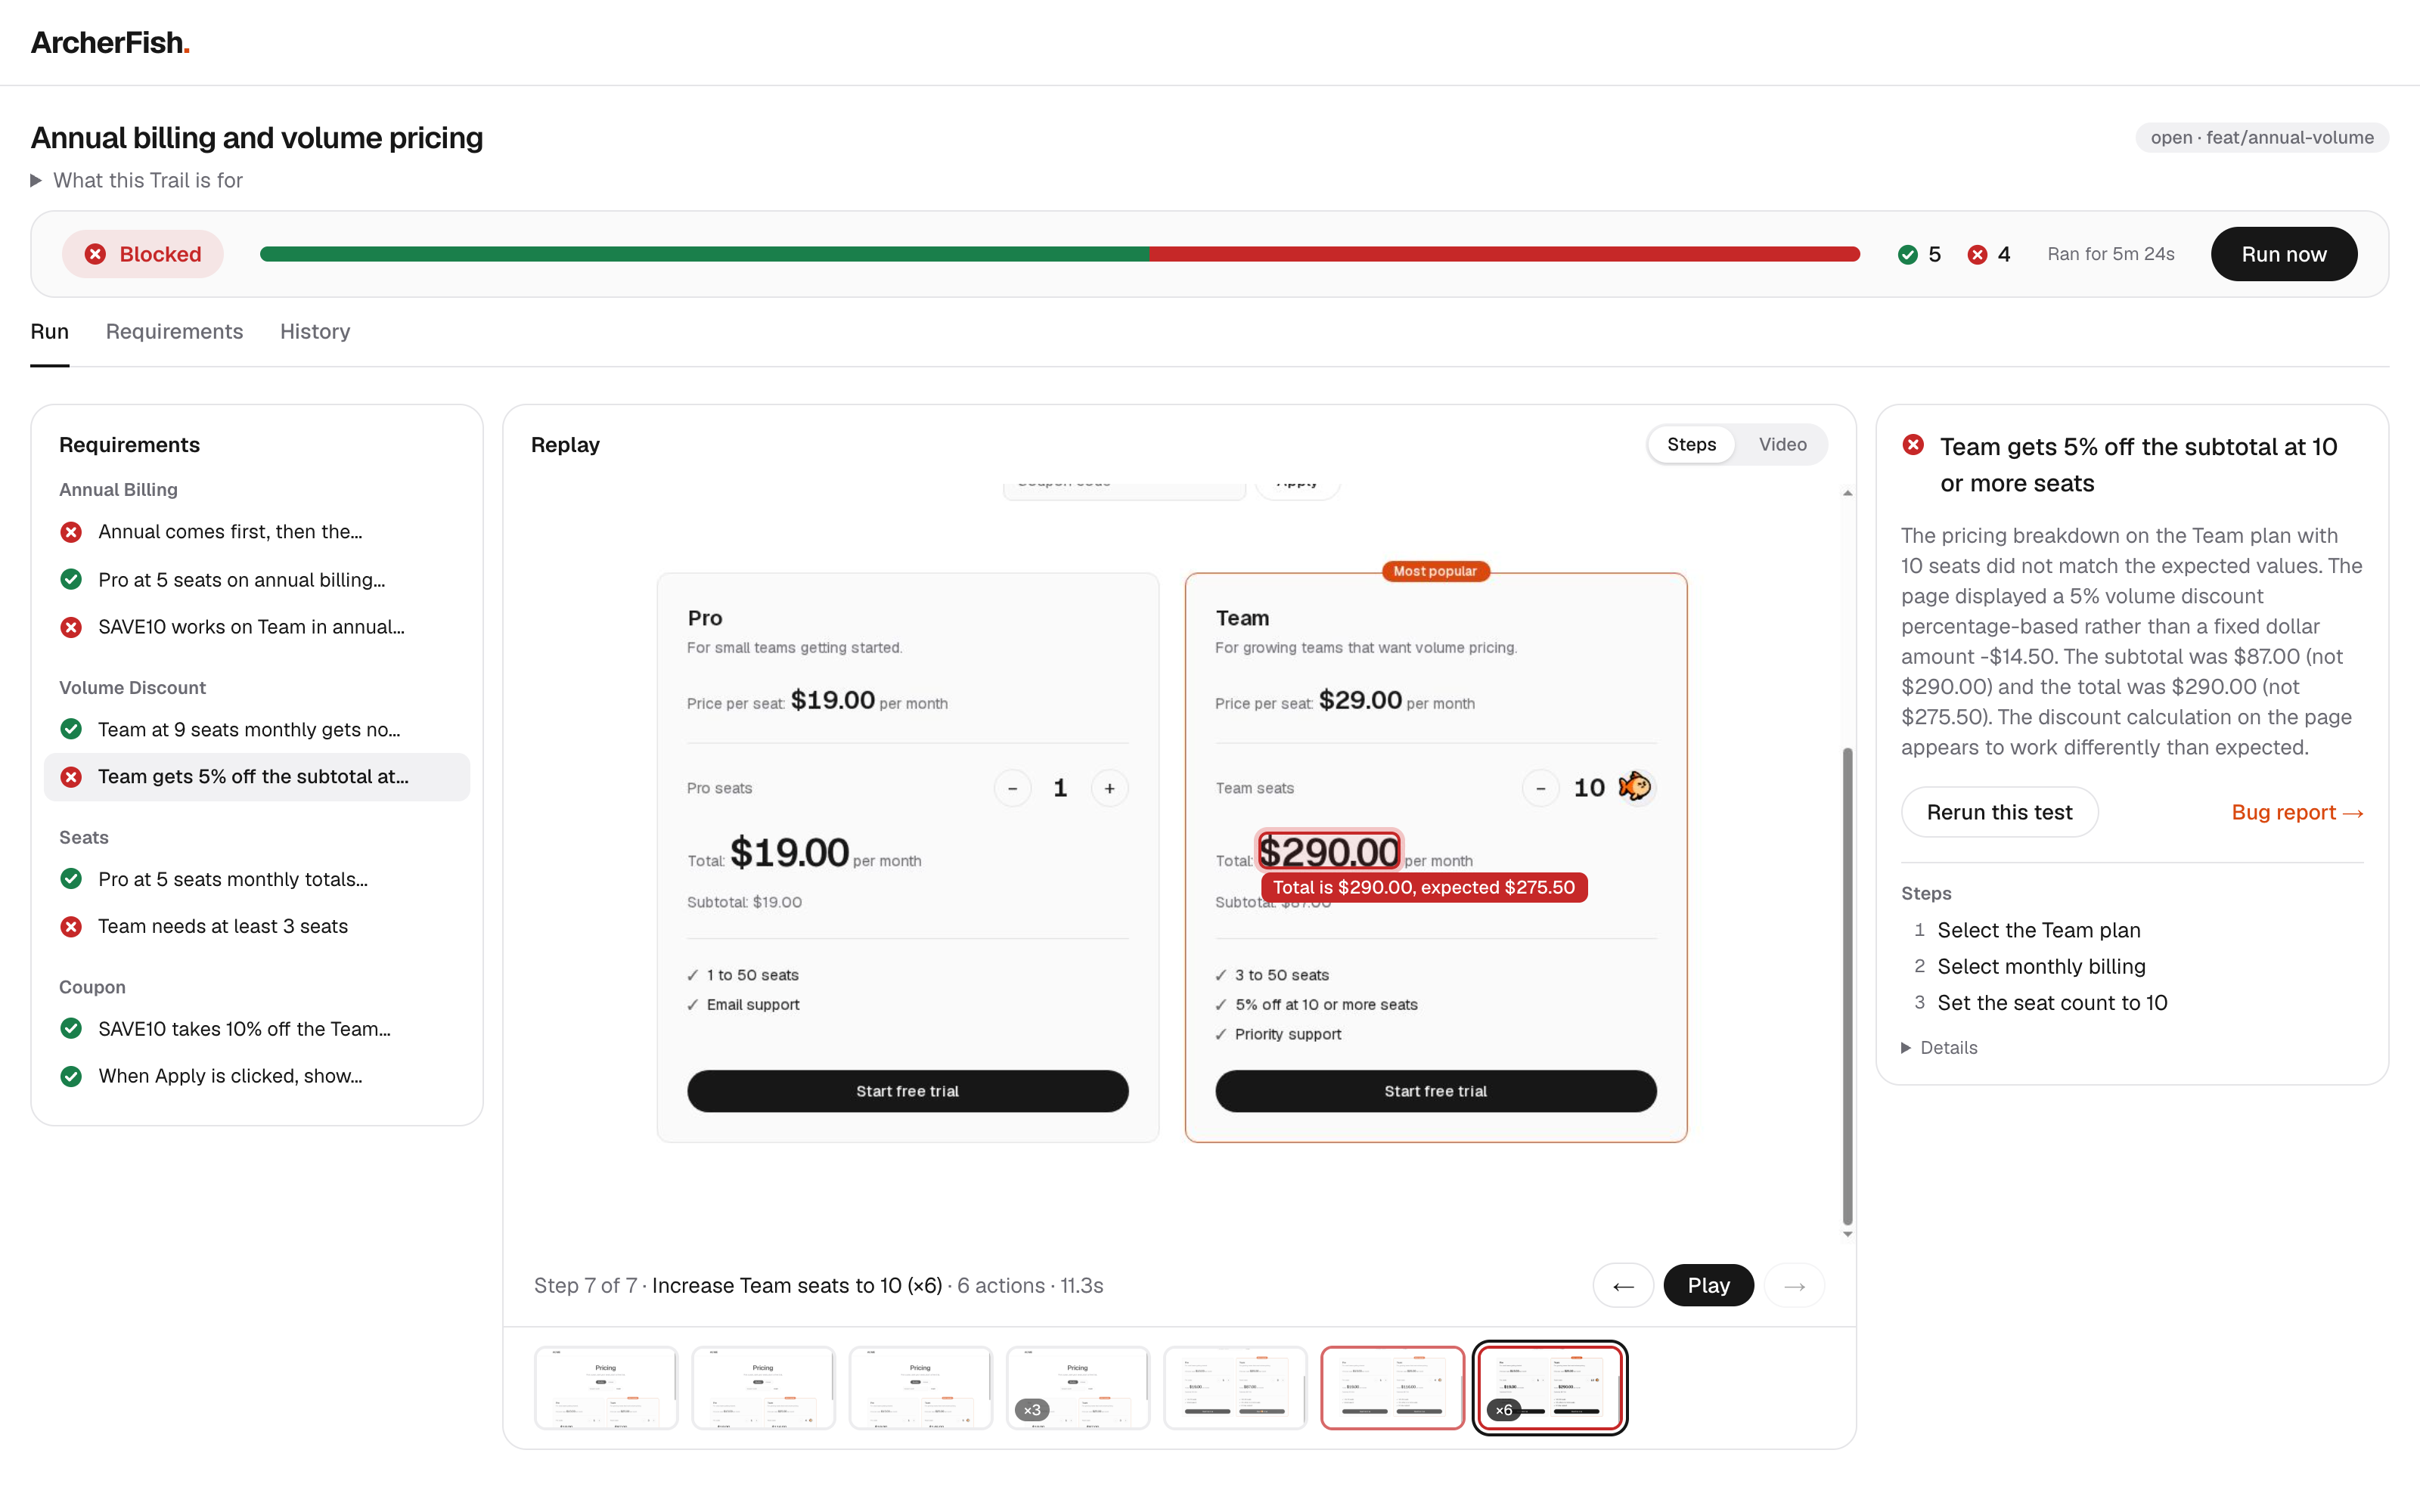 ArcherFish.
Annual billing and volume pricing
open · feat/annual-volume
What this Trail is for
Blocked
5
4
Ran for 5m 24s
Run now
Run
Requirements
History
Requirements
Annual Billing
Annual comes first, then the...
Pro at 5 seats on annual billing...
SAVE10 works on Team in annual...
Volume Discount
Team at 9 seats monthly gets no...
Team gets 5% off the subtotal at...
Seats
Pro at 5 seats monthly totals...
Team needs at least 3 seats
Coupon
SAVE10 takes 10% off the Team...
When Apply is clicked, show...
Replay
Steps
Video
Coupon code
Apply
Pro
For small teams getting started.
Price per seat: $19.00 per month
Pro seats
− 1 +
Total: $19.00 per month
Subtotal: $19.00
✓ 1 to 50 seats
✓ Email support
Start free trial
Most popular
Team
For growing teams that want volume pricing.
Price per seat: $29.00 per month
Team seats
− 10
Total: $290.00 per month
Total is $290.00, expected $275.50
Subtotal: $87.00
✓ 3 to 50 seats
✓ 5% off at 10 or more seats
✓ Priority support
Start free trial
Step 7 of 7 · Increase Team seats to 10 (×6) · 6 actions · 11.3s
←
Play
→
Pricing
Pricing
Pricing
Pricing
×3
×6
Team gets 5% off the subtotal at 10
or more seats
The pricing breakdown on the Team plan with
10 seats did not match the expected values. The
page displayed a 5% volume discount
percentage-based rather than a fixed dollar
amount -$14.50. The subtotal was $87.00 (not
$290.00) and the total was $290.00 (not
$275.50). The discount calculation on the page
appears to work differently than expected.
Rerun this test
Bug report →
Steps
1 Select the Team plan
2 Select monthly billing
3 Set the seat count to 10
Details